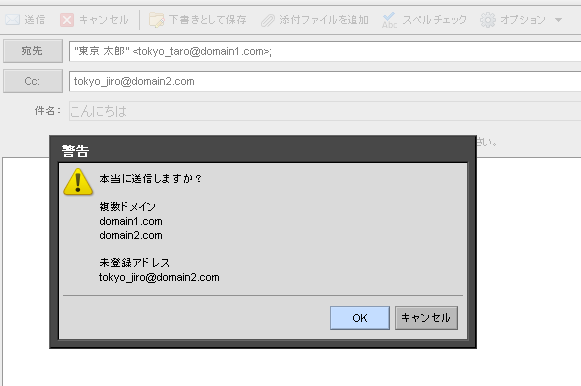 送信 キャンセル 下書きとして保存 添付ファイルを追加 スペルチェック オプション
宛先 "東京 太郎" <tokyo_taro@domain1.com>;
Cc: tokyo_jiro@domain2.com
件名: こんにちは
さい。
警告
本当に送信しますか？
複数ドメイン
domain1.com
domain2.com
未登録アドレス
tokyo_jiro@domain2.com
OK キャンセル